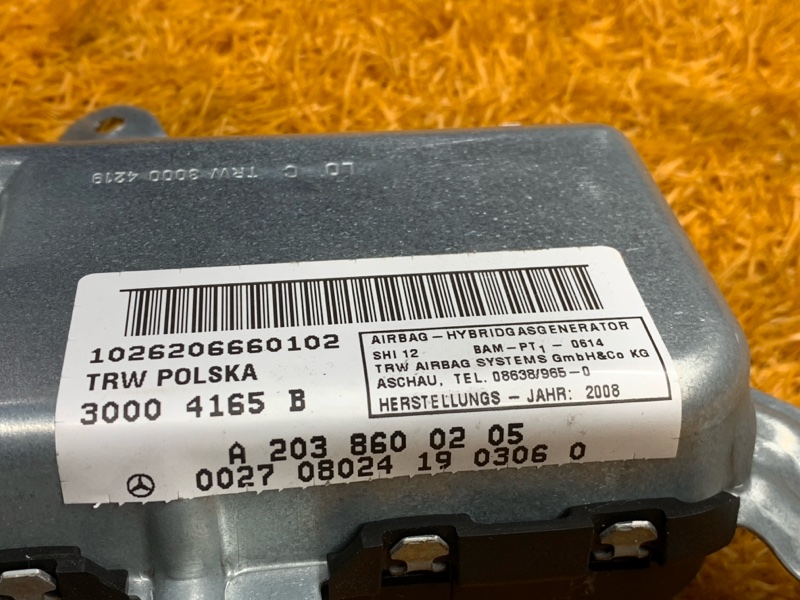 LO C TRW 3000 4219
1026206660102
TRW POLSKA
3000 4165 B
AIRBAG - HYBRIDGASGENERATOR
SHI 12 BAM-PT1 - 0614
TRW AIRBAG SYSTEMS GmbH&Co KG
ASCHAU, TEL. 08638/965-0
HERSTELLUNGS - JAHR: 2008
A 203 860 02 05
0027 08024 19 0306 0